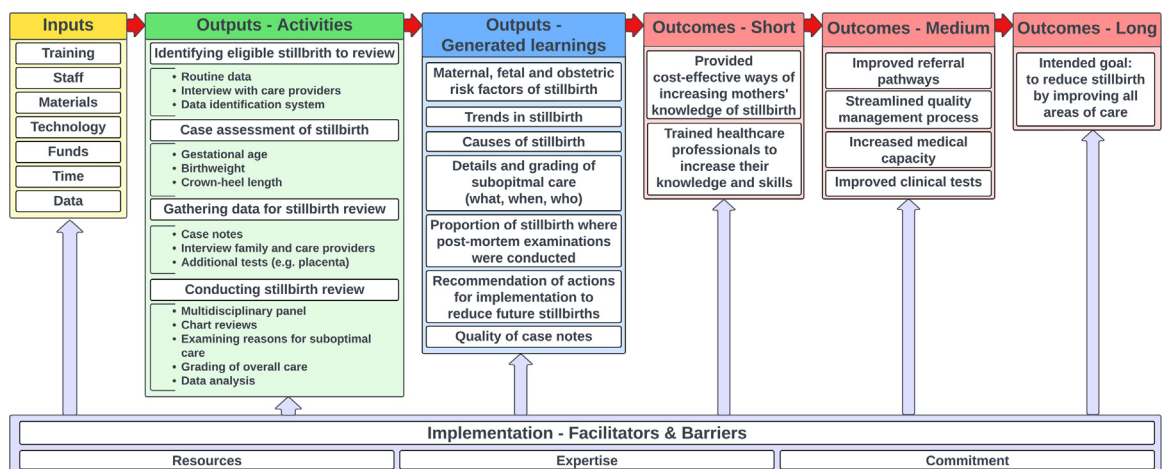 Inputs
Training
Staff
Materials
Technology
Funds
Time
Data
Outputs - Activities
Identifying eligible stillbrith to review
• Routine data
• Interview with care providers
• Data identification system
Case assessment of stillbirth
• Gestational age
• Birthweight
• Crown-heel length
Gathering data for stillbirth review
• Case notes
• Interview family and care providers
• Additional tests (e.g. placenta)
Conducting stillbirth review
• Multidisciplinary panel
• Chart reviews
• Examining reasons for suboptimal
care
• Grading of overall care
• Data analysis
Outputs -
Generated learnings
Maternal, fetal and obstetric
risk factors of stillbirth
Trends in stillbirth
Causes of stillbirth
Details and grading of
subopitmal care
(what, when, who)
Proportion of stillbirth where
post-mortem examinations
were conducted
Recommendation of actions
for implementation to
reduce future stillbirths
Quality of case notes
Outcomes - Short
Provided
cost-effective ways of
increasing mothers'
knowledge of stillbirth
Trained healthcare
professionals to
increase their
knowledge and skills
Outcomes - Medium
Improved referral
pathways
Streamlined quality
management process
Increased medical
capacity
Improved clinical tests
Outcomes - Long
Intended goal:
to reduce stillbirth
by improving all
areas of care
Implementation - Facilitators & Barriers
Resources
Expertise
Commitment